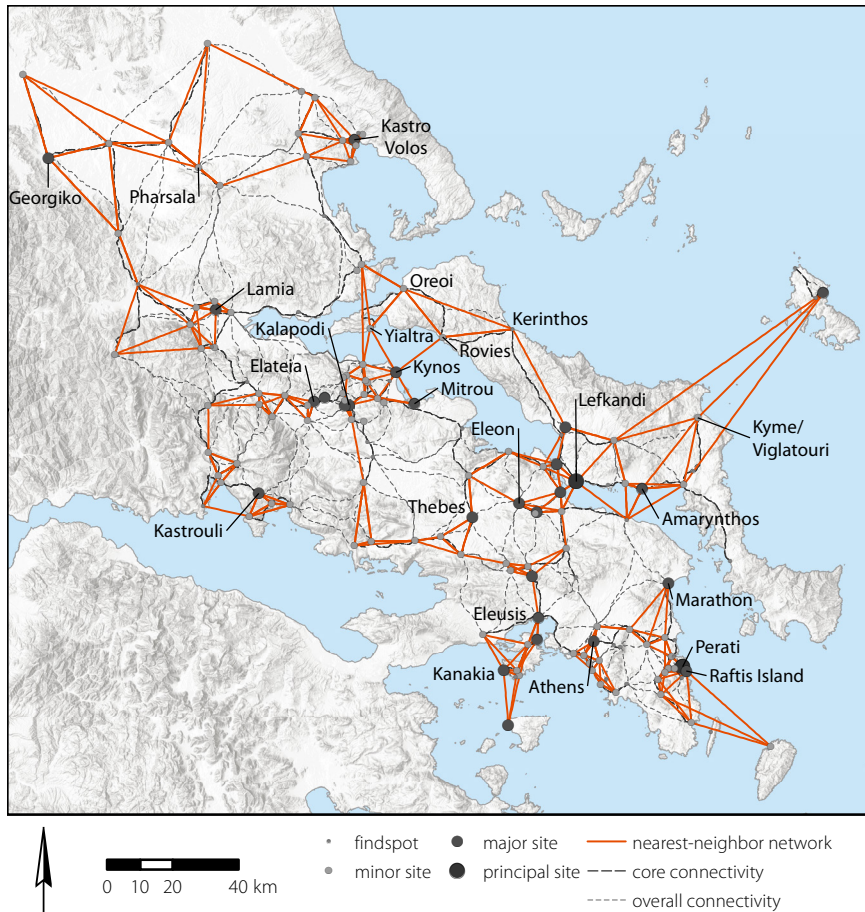 Kastro
Volos
Georgiko
Pharsala
Lamia
Oreoi
Kalapodi
Kerinthos
Yialtra
Rovies
Elateia
Kynos
Mitrou
Lefkandi
Eleon
Kyme/
Viglatouri
Thebes
Kastrouli
Amarynthos
Marathon
Eleusis
Perati
Kanakia
Raftis Island
Athens
findspot
major site
nearest-neighbor network
minor site
principal site
core connectivity
0 10 20 40 km
overall connectivity